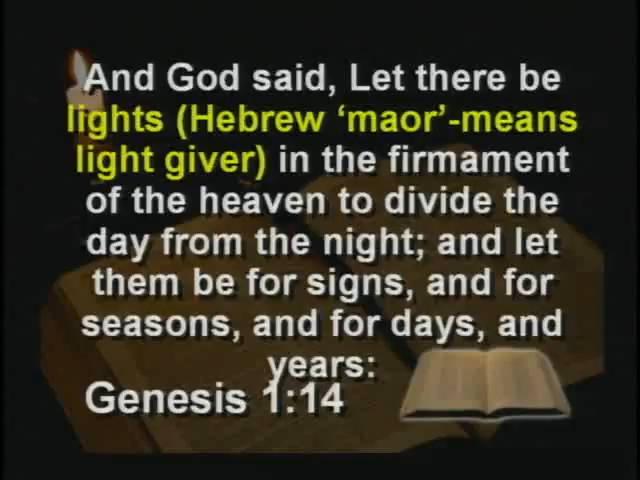 And God said, Let there be
lights (Hebrew ‘maor’-means
light giver) in the firmament
of the heaven to divide the
day from the night; and let
them be for signs, and for
seasons, and for days, and
years:
Genesis 1:14